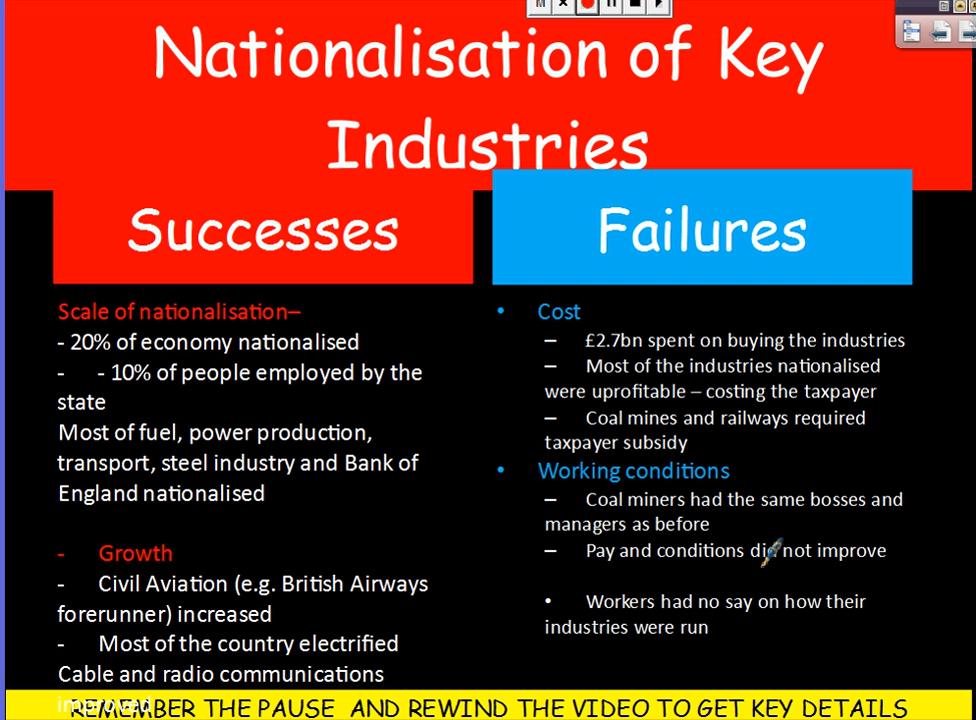 Nationalisation of Key
Industries
Successes
Scale of nationalisation–
- 20% of economy nationalised
- - 10% of people employed by the
state
Most of fuel, power production,
transport, steel industry and Bank of
England nationalised
- Growth
- Civil Aviation (e.g. British Airways
forerunner) increased
- Most of the country electrified
Cable and radio communications
improved
Failures
• Cost
– £2.7bn spent on buying the industries
– Most of the industries nationalised
were uprofitable – costing the taxpayer
– Coal mines and railways required
taxpayer subsidy
• Working conditions
– Coal miners had the same bosses and
managers as before
– Pay and conditions did not improve
• Workers had no say on how their
industries were run
REMEMBER THE PAUSE AND REWIND THE VIDEO TO GET KEY DETAILS